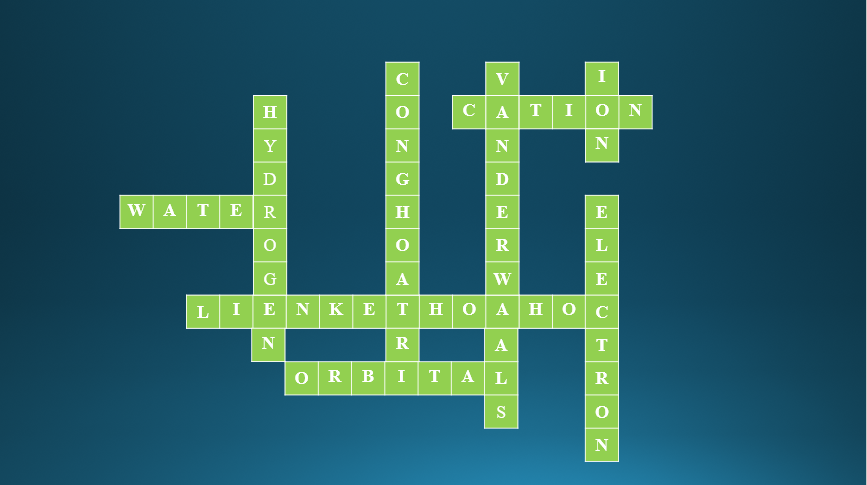 CONGHOATRI
VANDERWAALS
ION
HYDROGEN
CATION
WATER
ELECTRON
LIENKETHOAHOC
ORBITAL